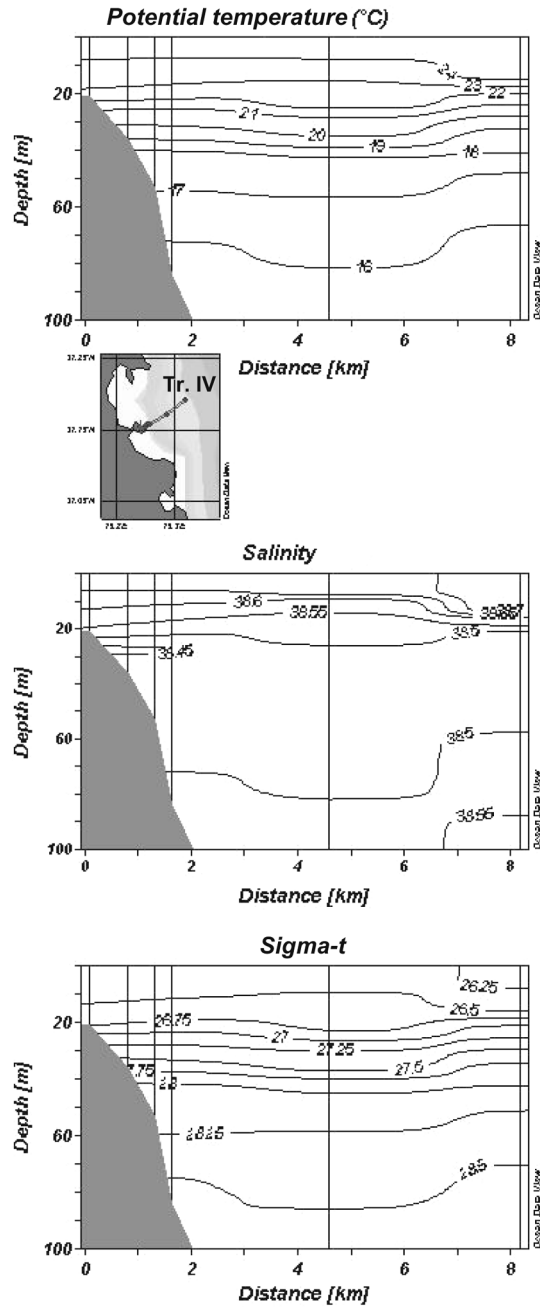 Potential temperature (°C)
Depth [m]
20
60
100
23
22
21
20
19
18
17
16
0 2 4 6 8
Distance [km]
Ocean Data View
Tr. IV
Ocean Data View
Salinity
Depth [m]
20
60
100
38.6
38.55
38.5
38.45
38.5
38.55
0 2 4 6 8
Distance [km]
Ocean Data View
Sigma-t
Depth [m]
20
60
100
26.25
26.5
26.75
27
27.25
27.5
28.25
28.5
0 2 4 6 8
Distance [km]
Ocean Data View